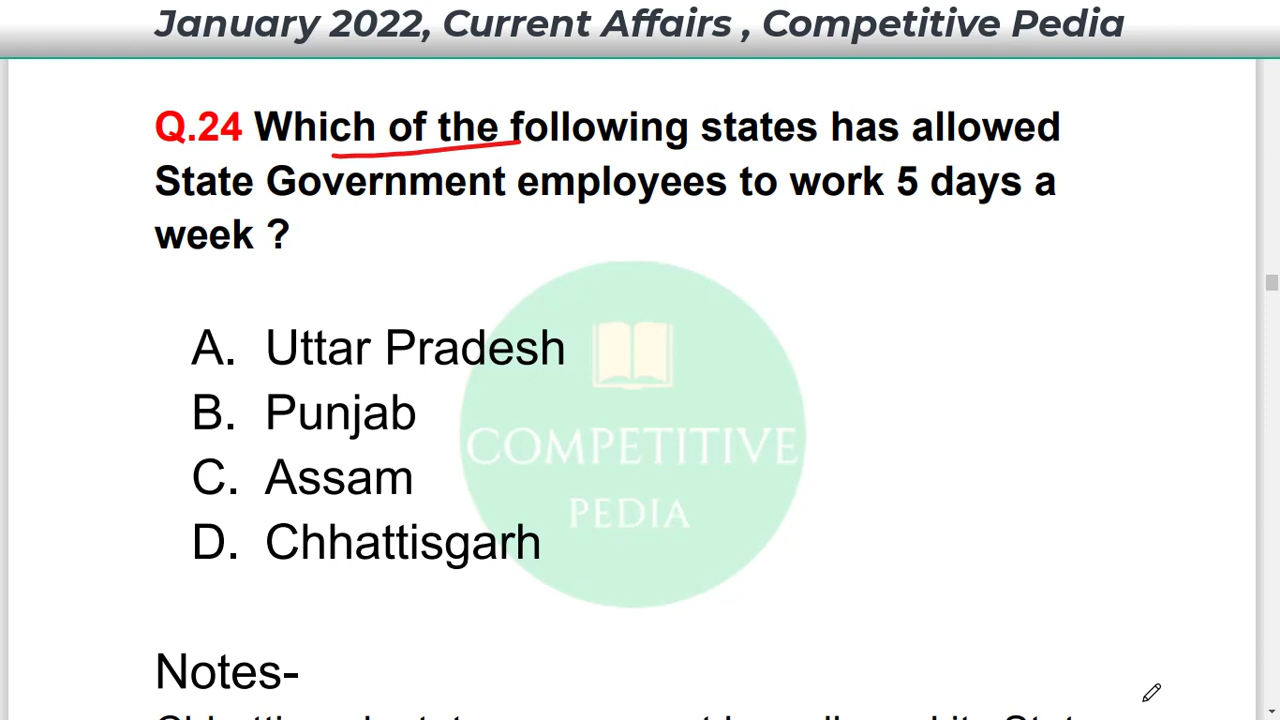 January 2022, Current Affairs , Competitive Pedia
Q.24 Which of the following states has allowed
State Government employees to work 5 days a
week ?
A. Uttar Pradesh
B. Punjab
C. Assam
D. Chhattisgarh
COMPETITIVE
PEDIA
Notes-